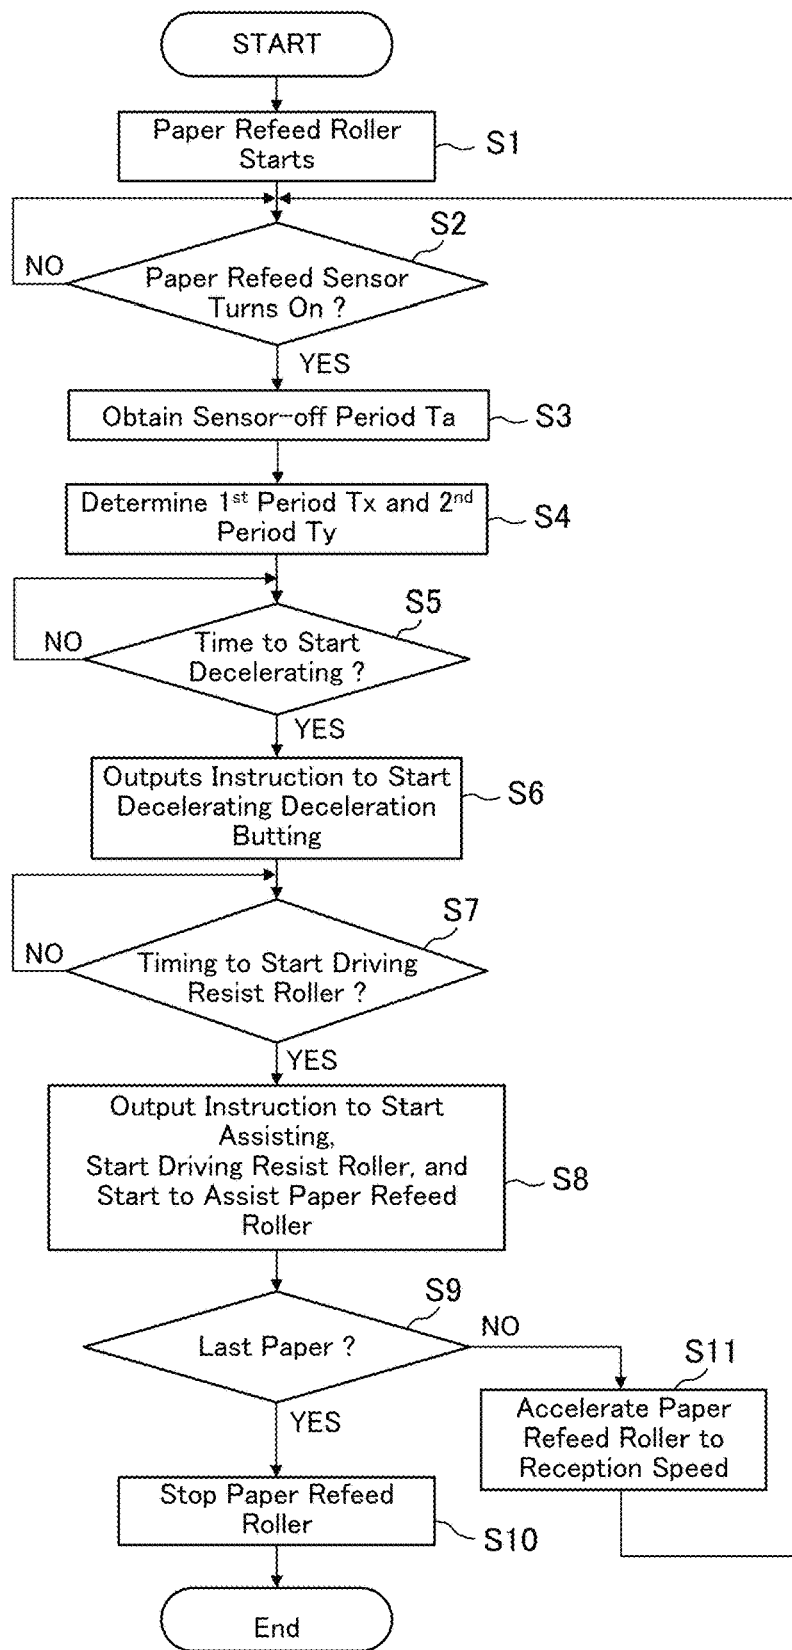 START
Paper Refeed Roller
Starts
S1
S2
NO
Paper Refeed Sensor
Turns On ?
YES
Obtain Sensor-off Period Ta
S3
Determine 1st Period Tx and 2nd
Period Ty
S4
S5
NO
Time to Start
Decelerating ?
YES
Outputs Instruction to Start
Decelerating Deceleration
Butting
S6
S7
NO
Timing to Start Driving
Resist Roller ?
YES
Output Instruction to Start
Assisting,
Start Driving Resist Roller, and
Start to Assist Paper Refeed
Roller
S8
S9
Last Paper ?
NO
S11
YES
Accelerate Paper
Refeed Roller to
Reception Speed
Stop Paper Refeed
Roller
S10
End